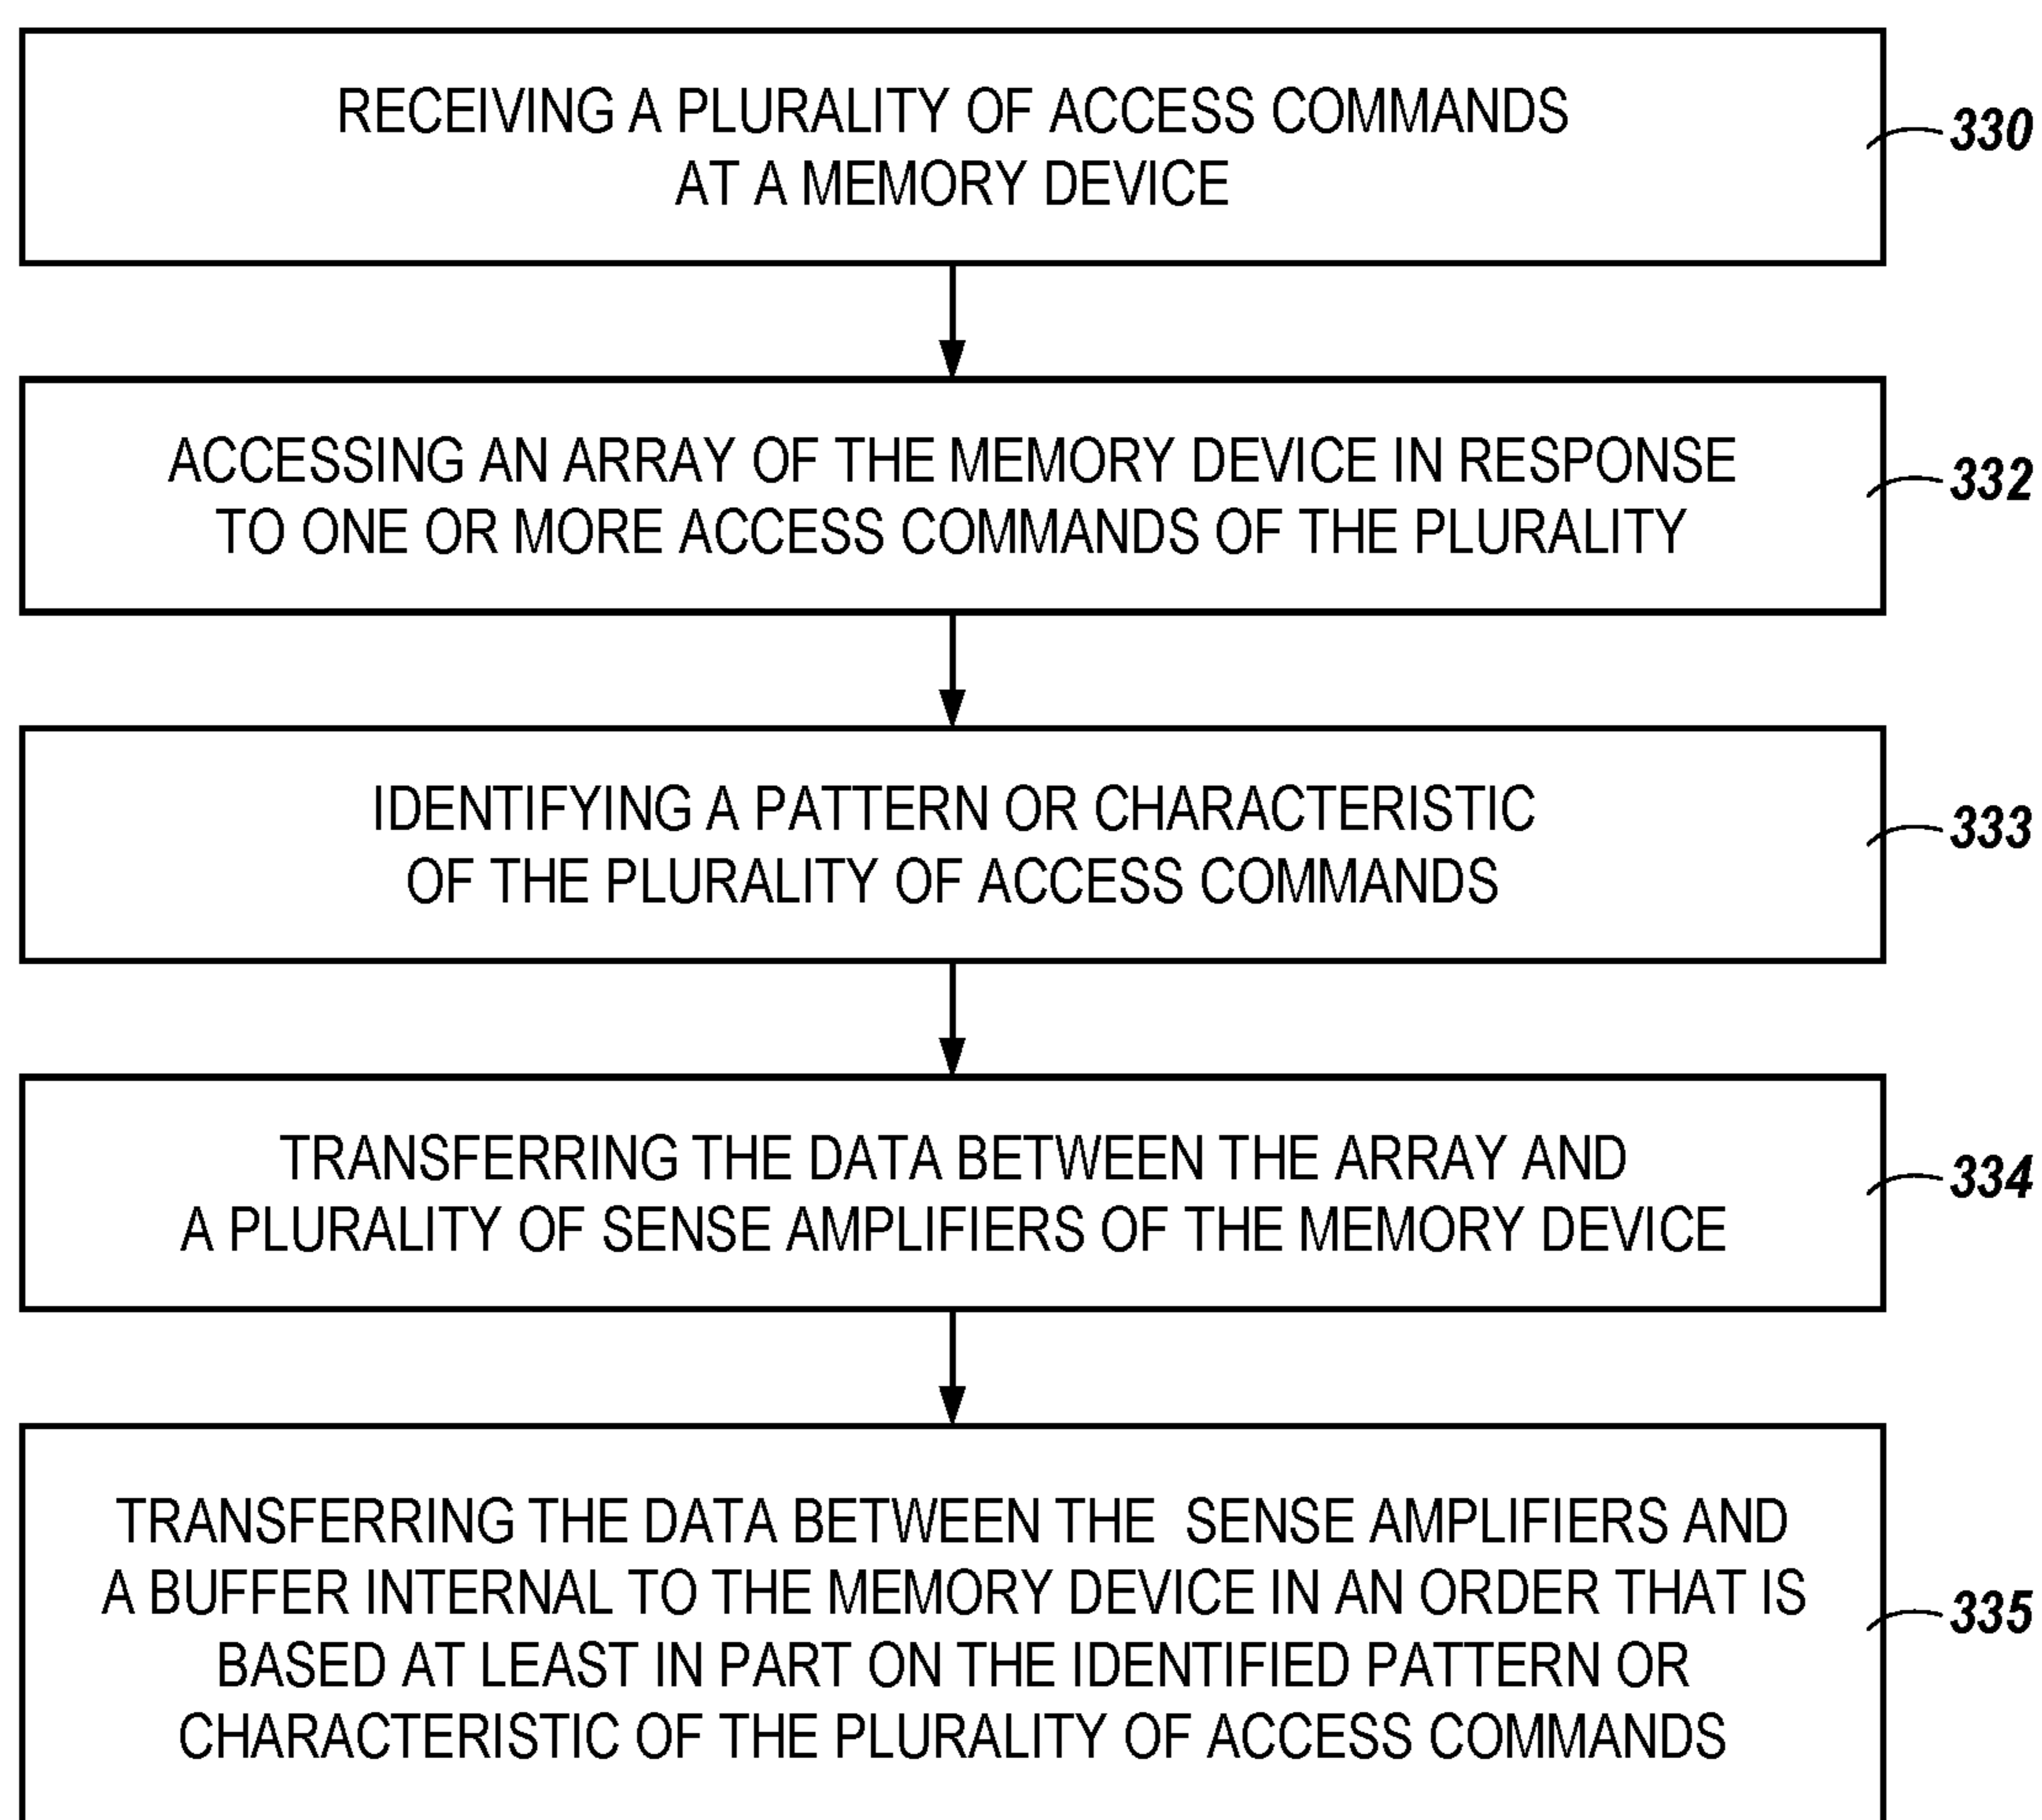 RECEIVING A PLURALITY OF ACCESS COMMANDS
AT A MEMORY DEVICE
330
ACCESSING AN ARRAY OF THE MEMORY DEVICE IN RESPONSE
TO ONE OR MORE ACCESS COMMANDS OF THE PLURALITY
332
IDENTIFYING A PATTERN OR CHARACTERISTIC
OF THE PLURALITY OF ACCESS COMMANDS
333
TRANSFERRING THE DATA BETWEEN THE ARRAY AND
A PLURALITY OF SENSE AMPLIFIERS OF THE MEMORY DEVICE
334
TRANSFERRING THE DATA BETWEEN THE SENSE AMPLIFIERS AND
A BUFFER INTERNAL TO THE MEMORY DEVICE IN AN ORDER THAT IS
BASED AT LEAST IN PART ON THE IDENTIFIED PATTERN OR
CHARACTERISTIC OF THE PLURALITY OF ACCESS COMMANDS
335